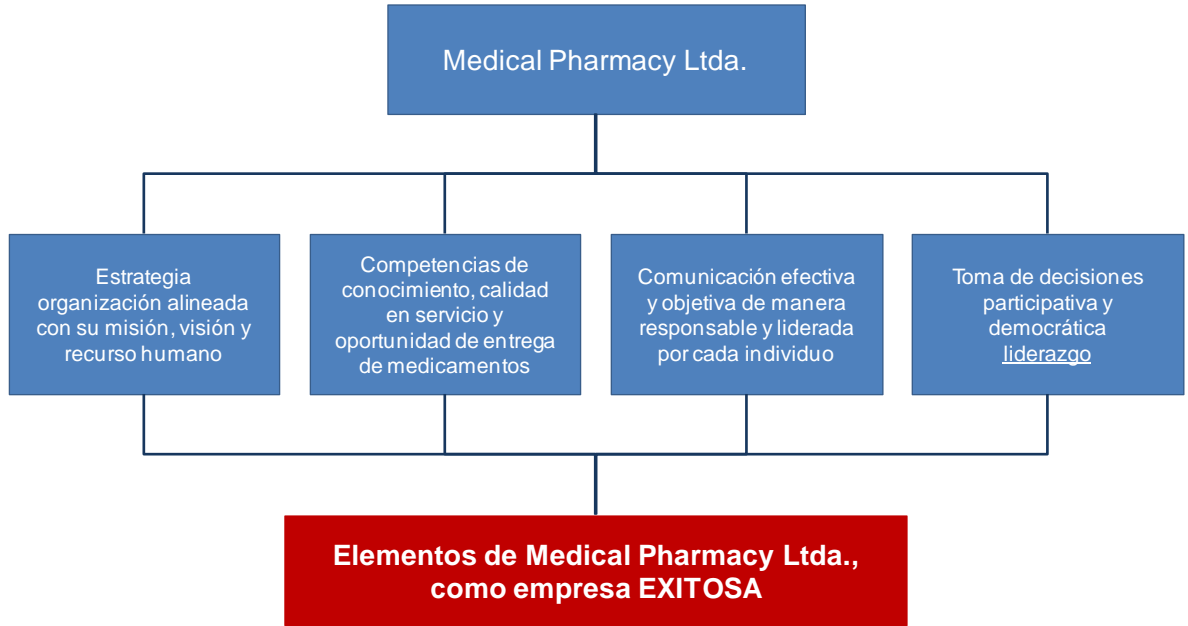 Medical Pharmacy Ltda.
Estrategia
organización alineada
con su misión, visión y
recurso humano
Competencias de
conocimiento, calidad
en servicio y
oportunidad de entrega
de medicamentos
Comunicación efectiva
y objetiva de manera
responsable y liderada
por cada individuo
Toma de decisiones
participativa y
democrática
liderazgo
Elementos de Medical Pharmacy Ltda.,
como empresa EXITOSA